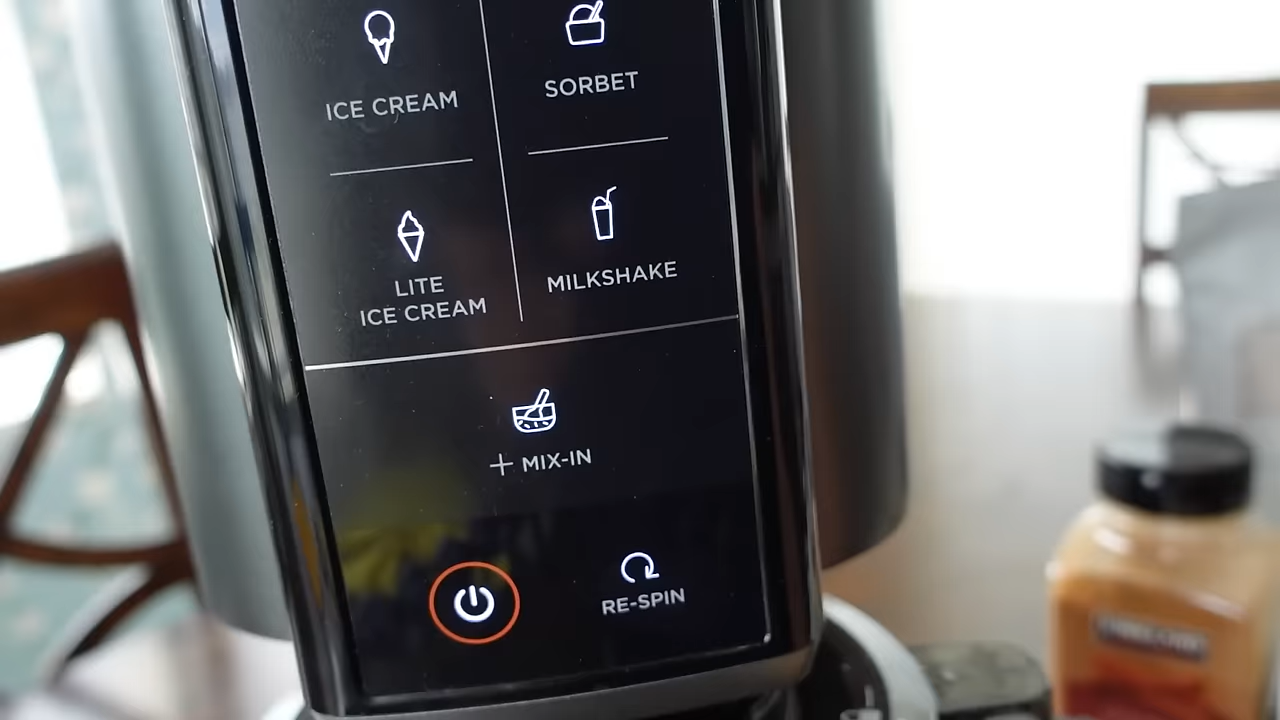 ICE CREAM
SORBET
LITE
ICE CREAM
MILKSHAKE
+ MIX-IN
RE-SPIN